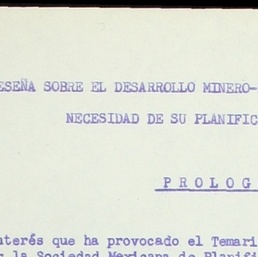 ESEÑA SOBRE EL DESARROLLO MINERO-
NECESIDAD DE SU PLANIFIC
P R O L O G
nterés que ha provocado el Temari
r la Sociedad Mexicana de Planifi